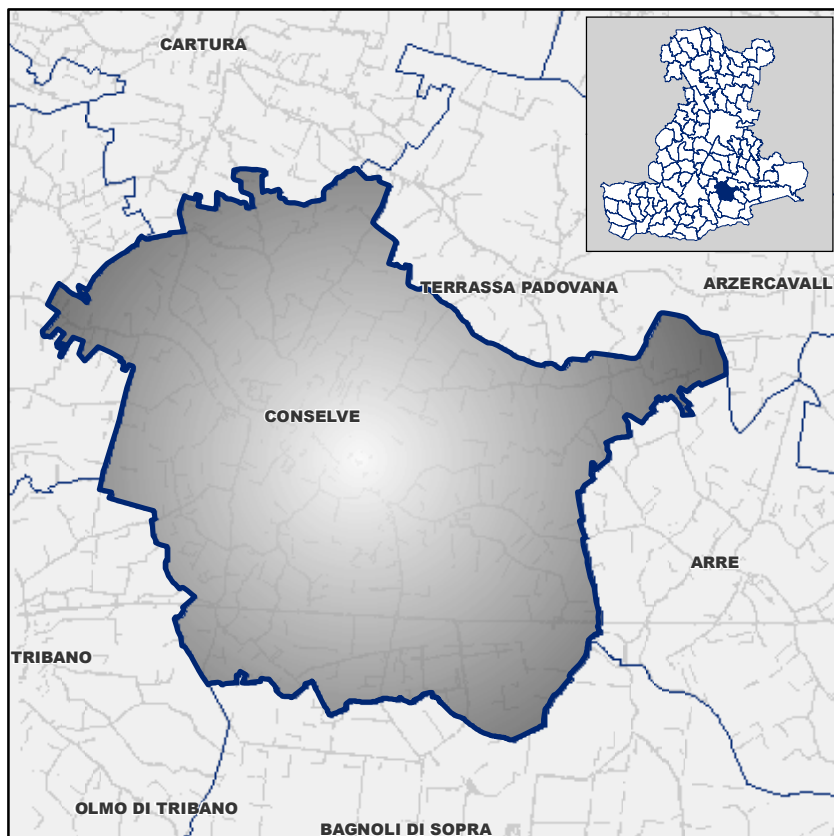 CARTURA
TERRASSA PADOVANA
ARZERCAVALL
CONSELVE
ARRE
TRIBANO
OLMO DI TRIBANO
BAGNOLI DI SOPRA